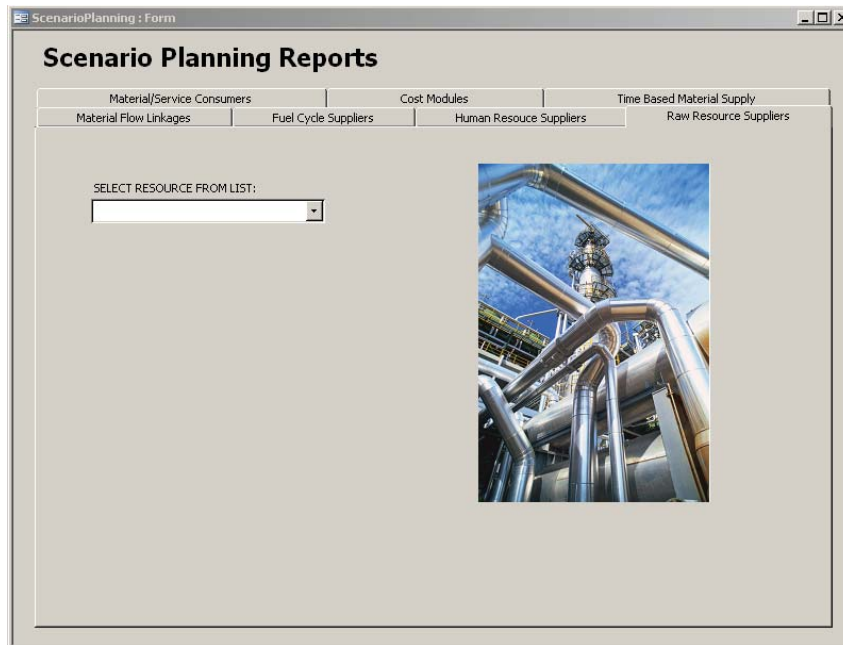 ScenarioPlanning : Form
Scenario Planning Reports
Material/Service Consumers Cost Modules Time Based Material Supply
Material Flow Linkages Fuel Cycle Suppliers Human Resouce Suppliers Raw Resource Suppliers
SELECT RESOURCE FROM LIST: